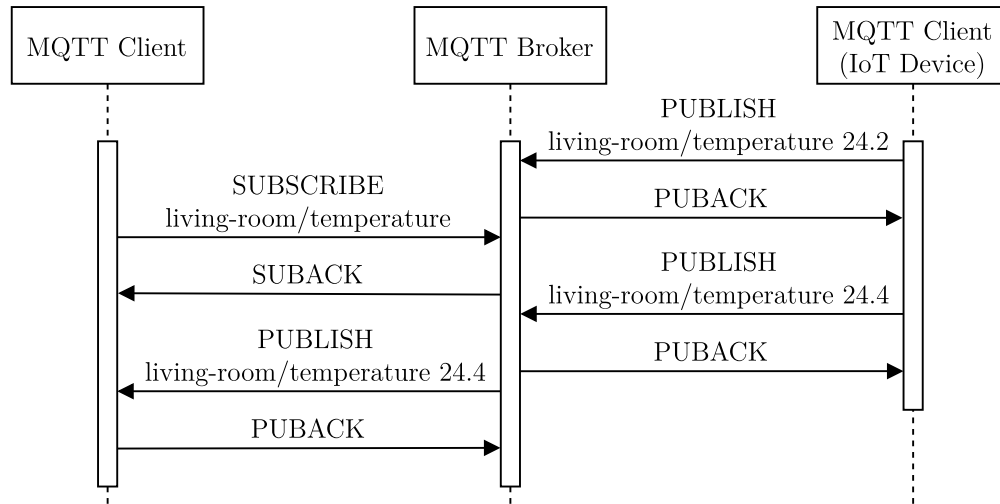 MQTT Client
MQTT Broker
MQTT Client
(IoT Device)
PUBLISH
living-room/temperature 24.2
SUBSCRIBE
living-room/temperature
PUBACK
SUBACK
PUBLISH
living-room/temperature 24.4
PUBLISH
living-room/temperature 24.4
PUBACK
PUBACK